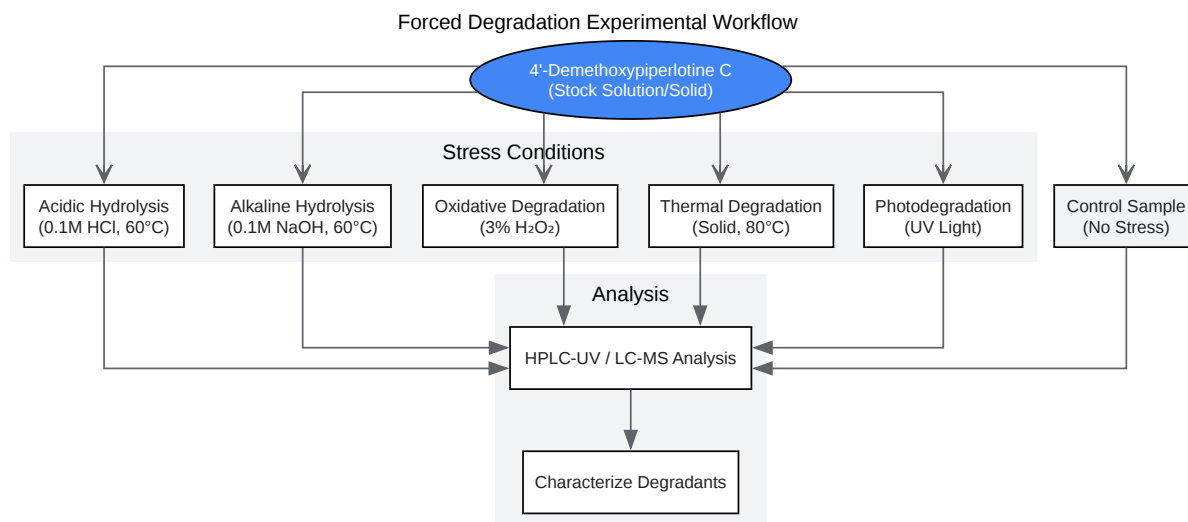 Forced Degradation Experimental Workflow
4'-Demethoxypiperlotine C
(Stock Solution/Solid)
Stress Conditions
Acidic Hydrolysis
(0.1M HCl, 60°C)
Alkaline Hydrolysis
(0.1M NaOH, 60°C)
Oxidative Degradation
(3% H₂O₂)
Thermal Degradation
(Solid, 80°C)
Photodegradation
(UV Light)
Control Sample
(No Stress)
Analysis
HPLC-UV / LC-MS Analysis
Characterize Degradants